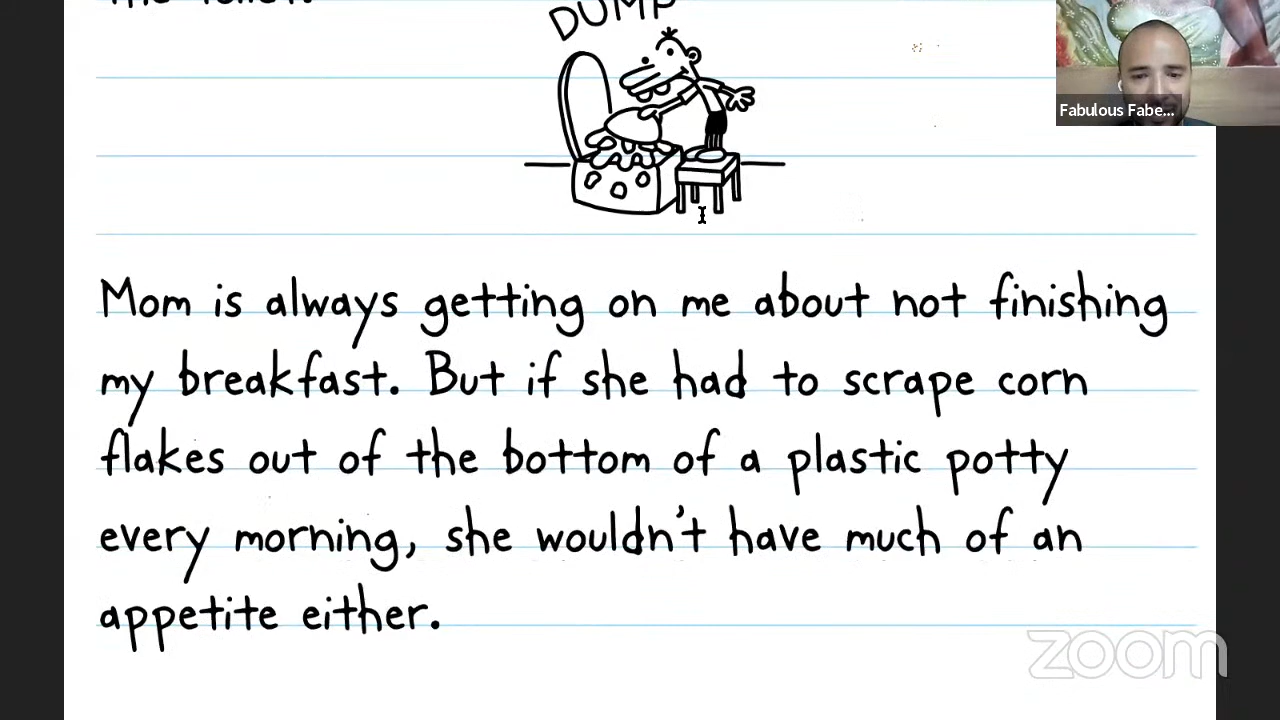 DUMP
Fabulous Fabe...
Mom is always getting on me about not finishing
my breakfast. But if she had to scrape corn
flakes out of the bottom of a plastic potty
every morning, she wouldn't have much of an
appetite either.
zoom